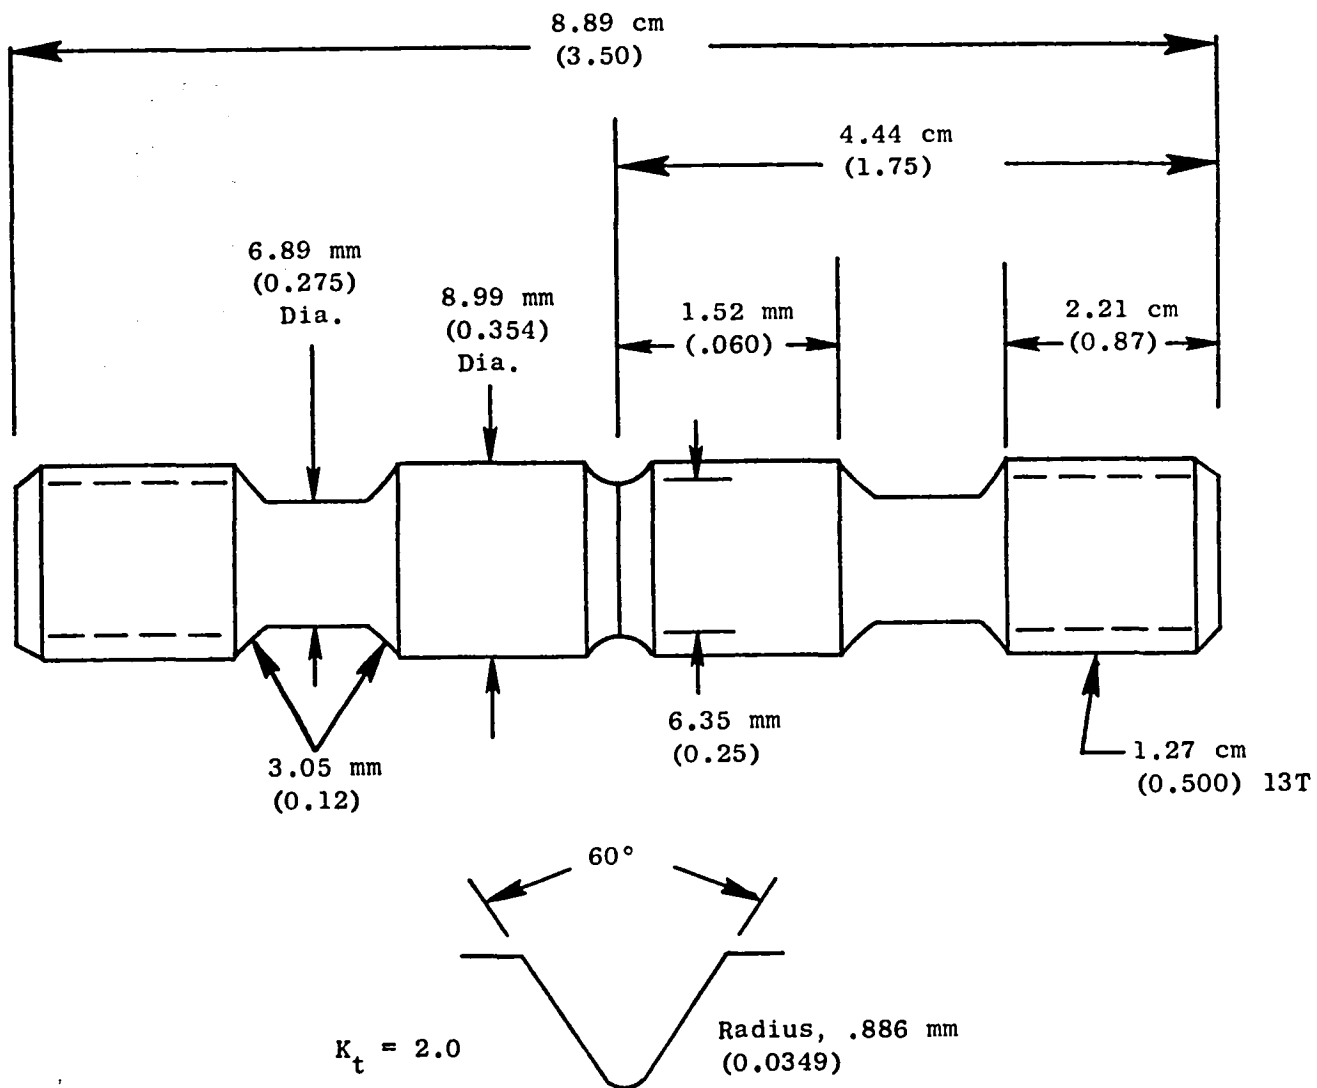 8.89 cm
(3.50)
4.44 cm
(1.75)
6.89 mm
(0.275)
Dia.
8.99 mm
(0.354)
Dia.
1.52 mm
(.060)
2.21 cm
(0.87)
3.05 mm
(0.12)
6.35 mm
(0.25)
1.27 cm
(0.500) 13T
60°
K_t = 2.0
Radius, .886 mm
(0.0349)